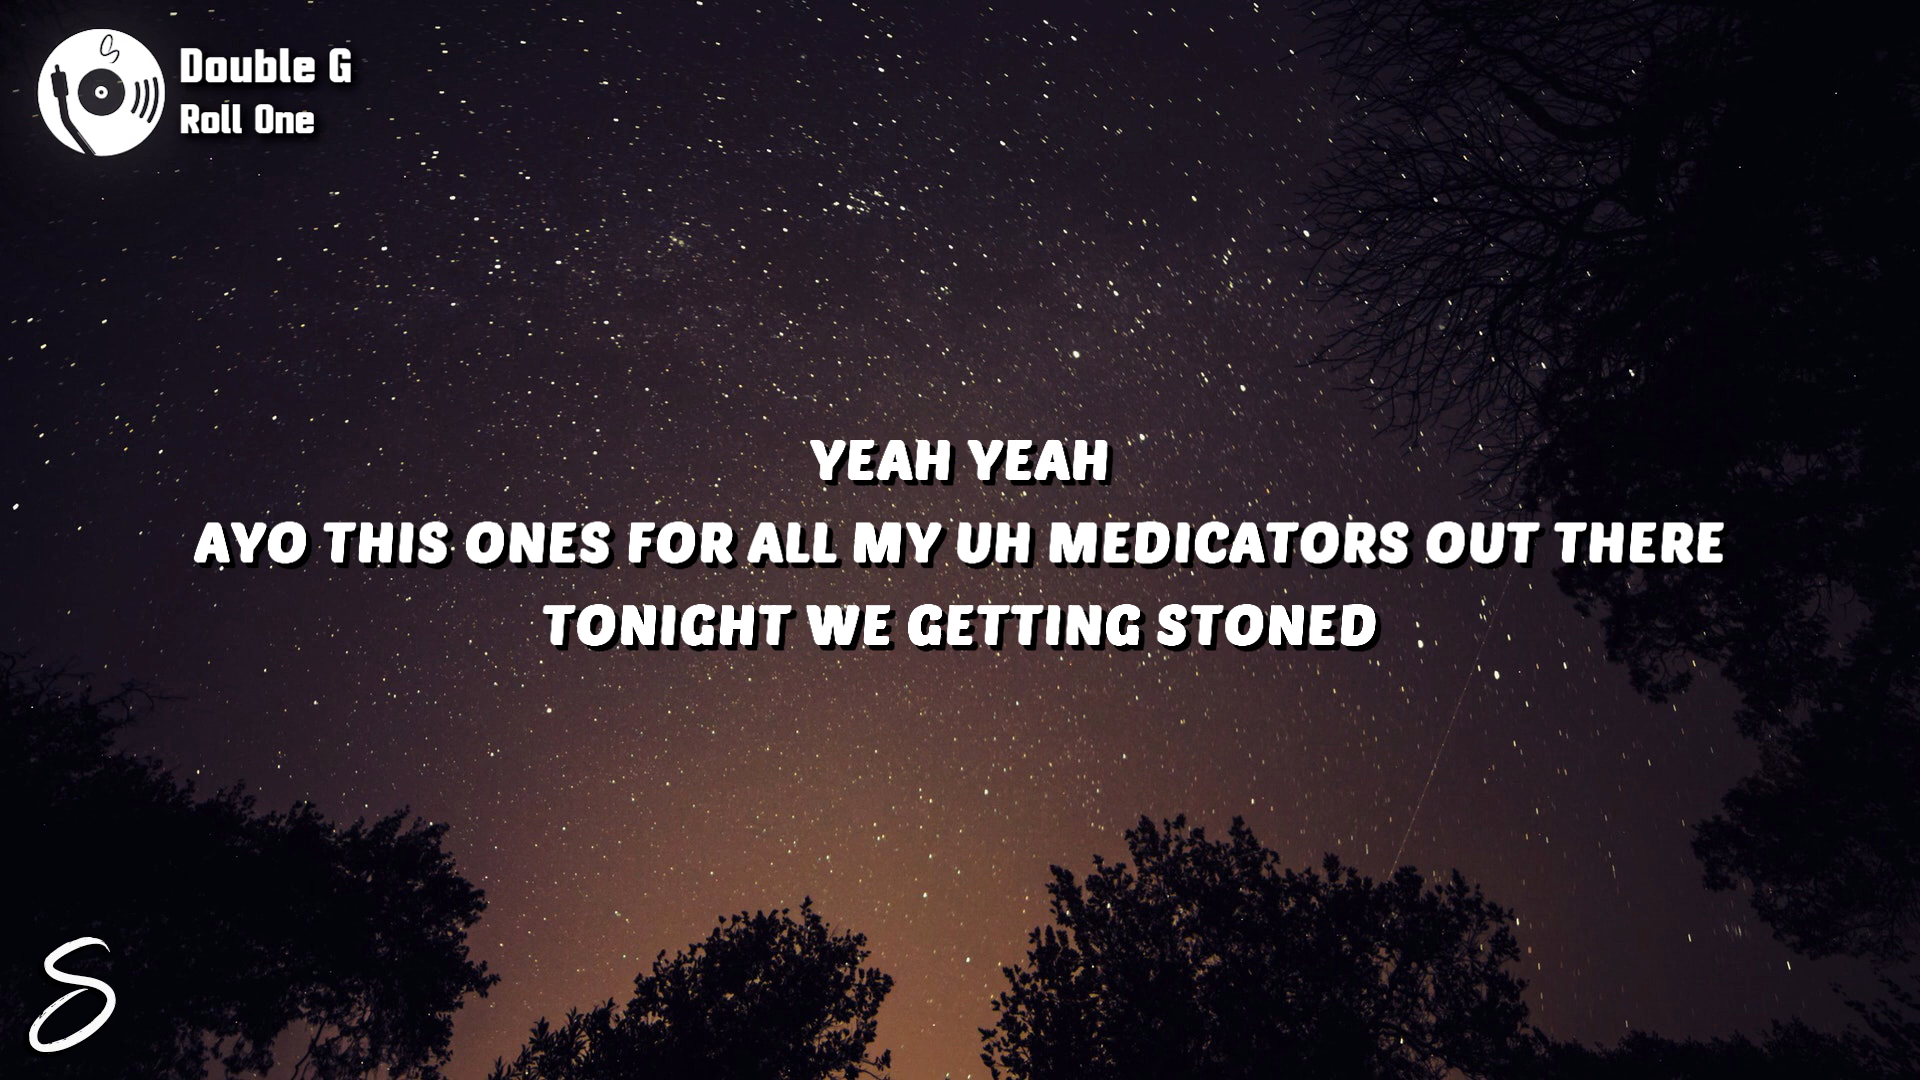 Double G
Roll One
YEAH YEAH
AYO THIS ONES FOR ALL MY UH MEDICATORS OUT THERE
TONIGHT WE GETTING STONED
S